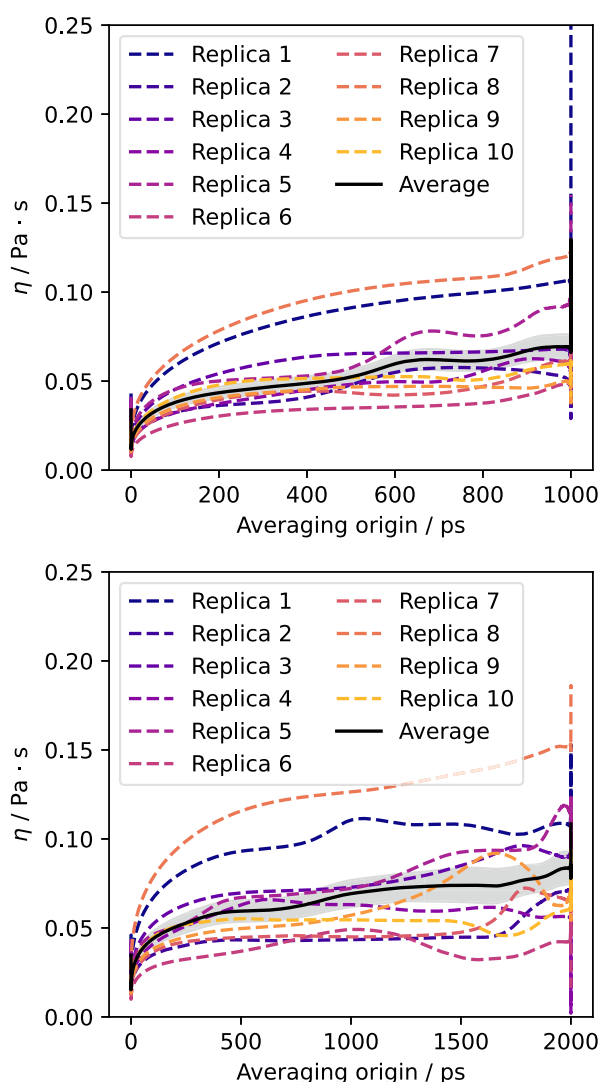 0.25
0.20
0.15
0.10
0.05
0.00
η / Pa · s
Replica 1
Replica 2
Replica 3
Replica 4
Replica 5
Replica 6
Replica 7
Replica 8
Replica 9
Replica 10
Average
0 200 400 600 800 1000
Averaging origin / ps
0.25
0.20
0.15
0.10
0.05
0.00
η / Pa · s
Replica 1
Replica 2
Replica 3
Replica 4
Replica 5
Replica 6
Replica 7
Replica 8
Replica 9
Replica 10
Average
0 500 1000 1500 2000
Averaging origin / ps